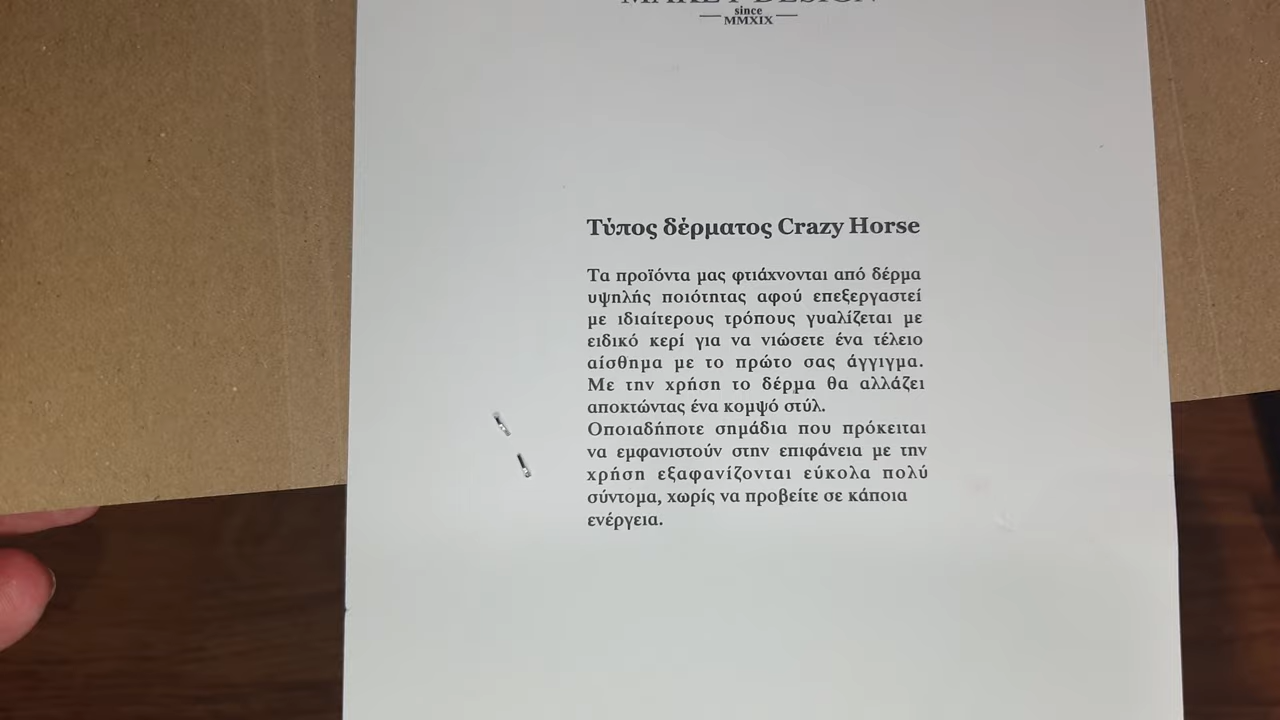 since
MMXIX
Τύπος δέρματος Crazy Horse
Τα προϊόντα μας φτιάχνονται από δέρμα
υψηλής ποιότητας αφού επεξεργαστεί
με ιδιαίτερους τρόπους γυαλίζεται με
ειδικό κερί για να νιώσετε ένα τέλειο
αίσθημα με το πρώτο σας άγγιγμα.
Με την χρήση το δέρμα θα αλλάζει
αποκτώντας ένα κομψό στύλ.
Οποιαδήποτε σημάδια που πρόκειται
να εμφανιστούν στην επιφάνεια με την
χρήση εξαφανίζονται εύκολα πολύ
σύντομα, χωρίς να προβείτε σε κάποια
ενέργεια.